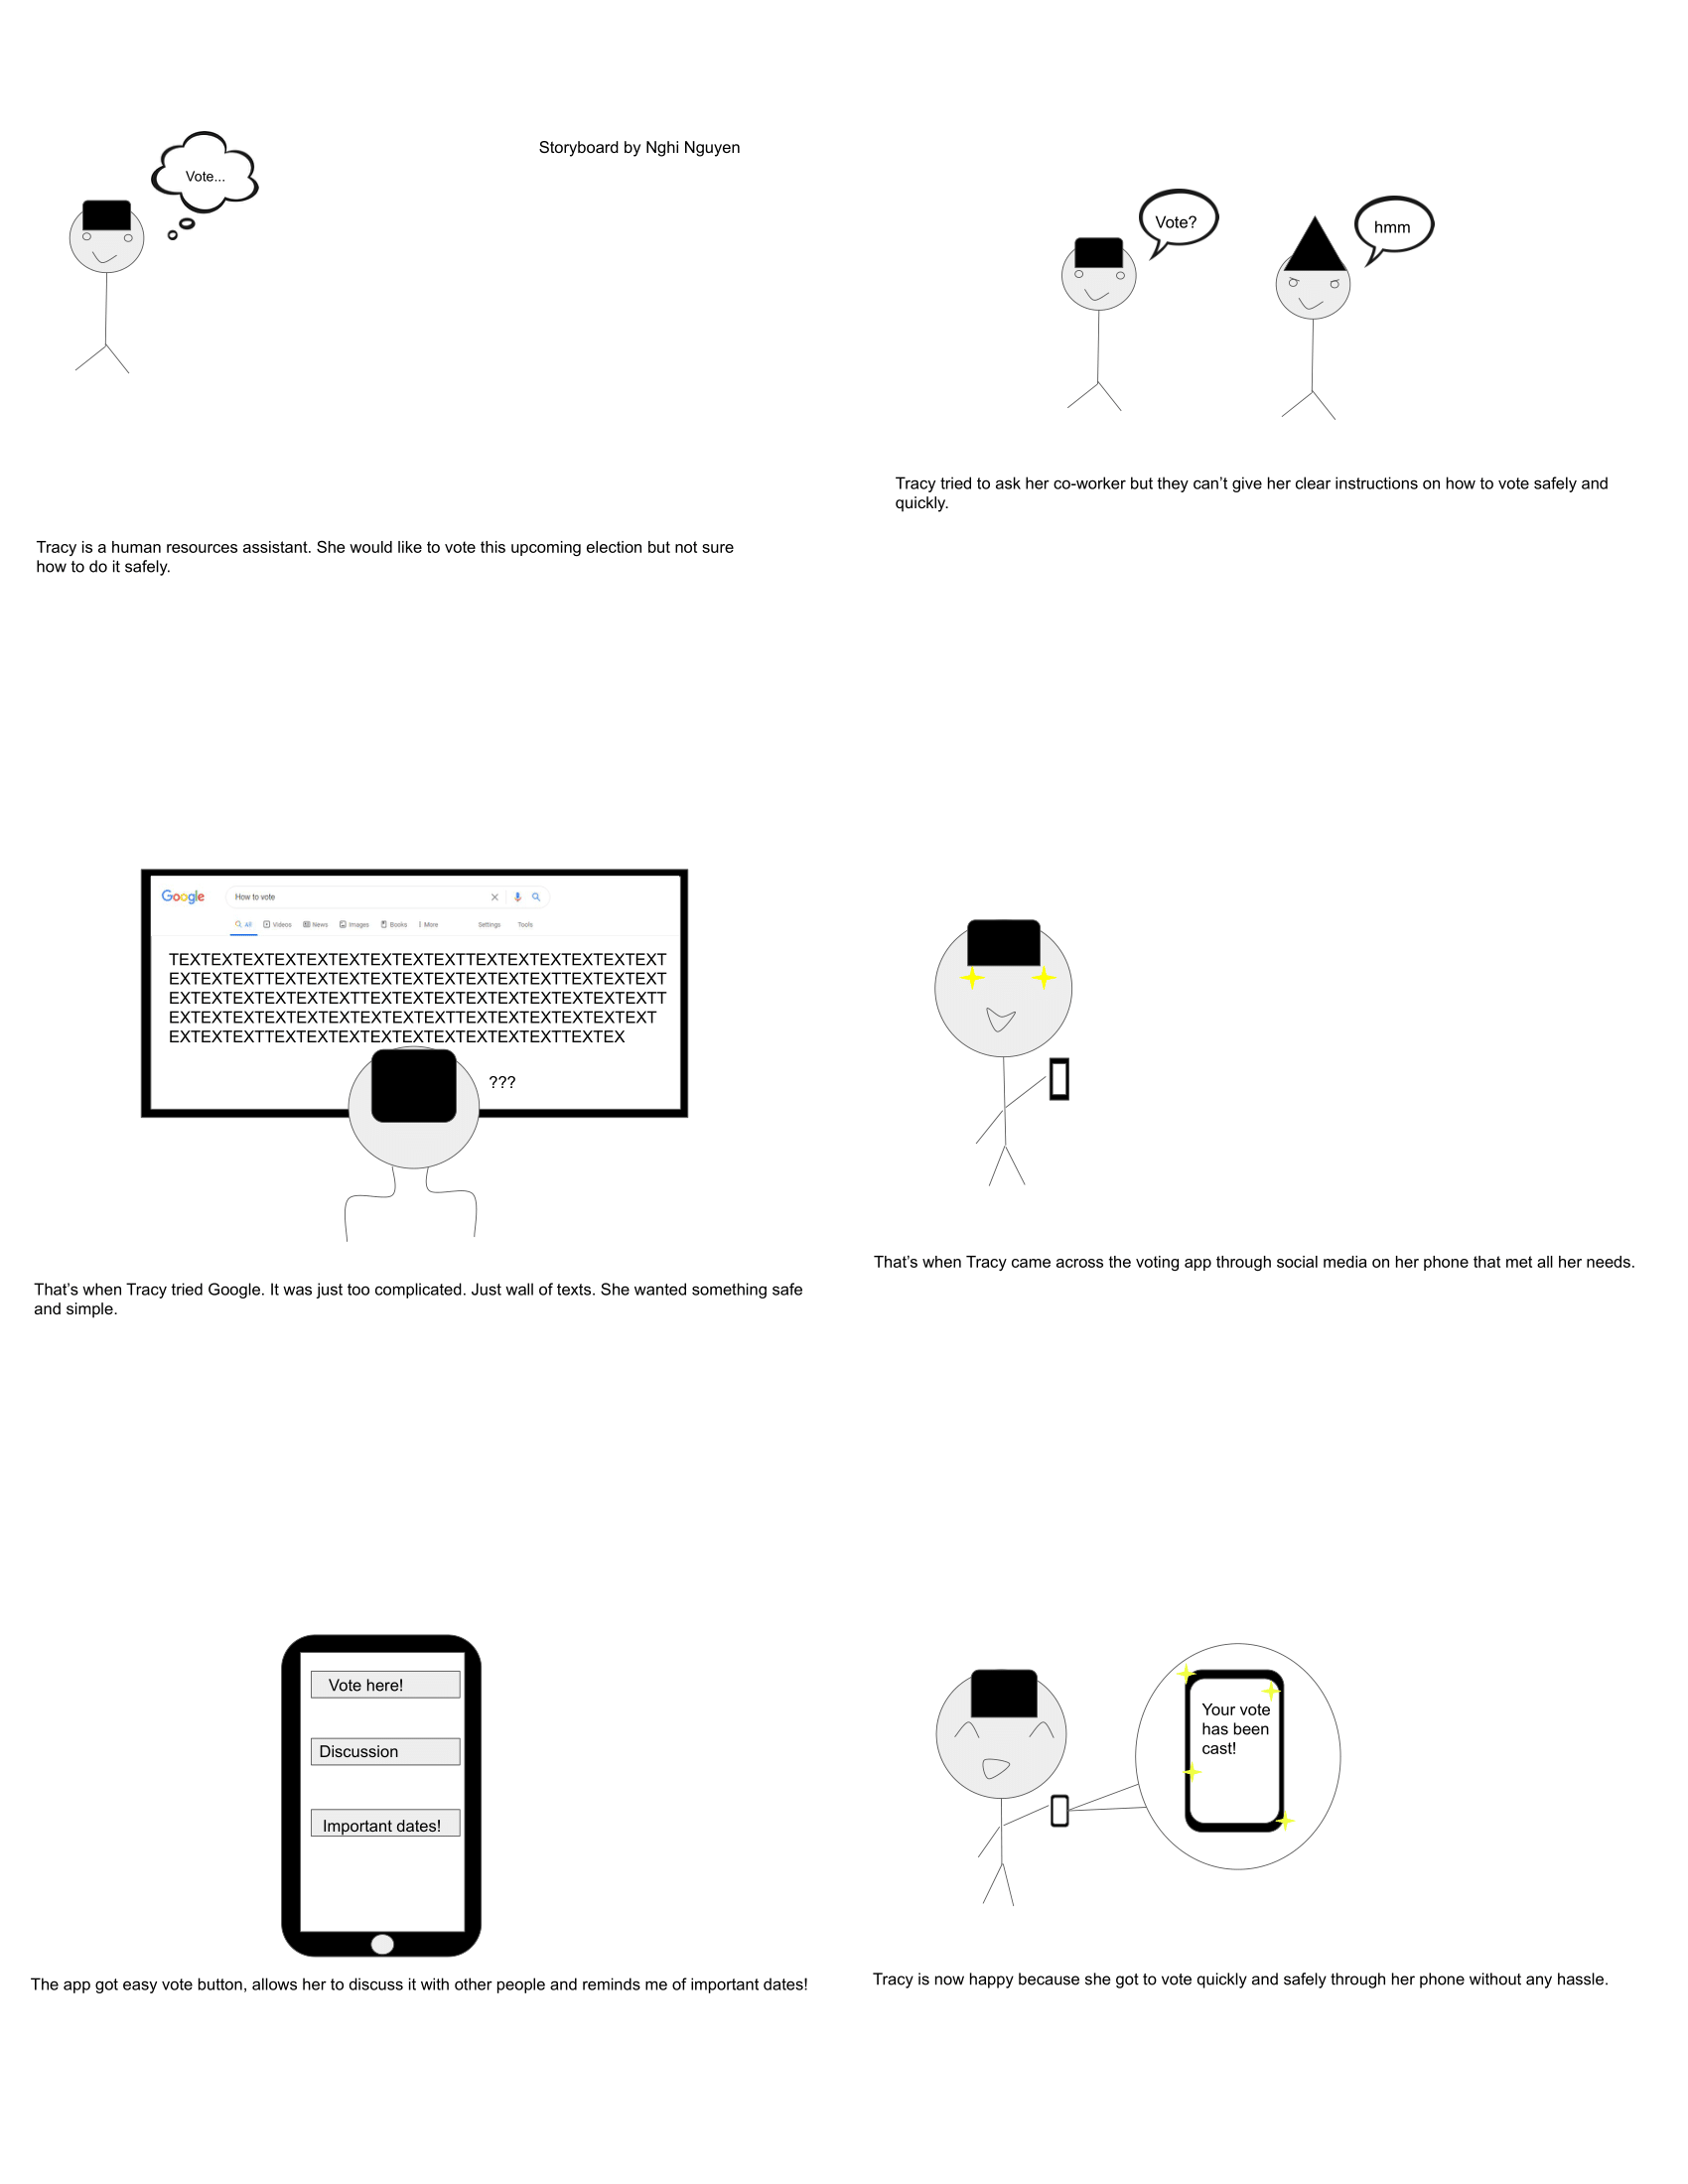 Vote...
Storyboard by Nghi Nguyen
Tracy is a human resources assistant. She would like to vote this upcoming election but not sure
how to do it safely.
Vote?
hmm
Tracy tried to ask her co-worker but they can’t give her clear instructions on how to vote safely and
quickly.
Google
How to vote
All Videos News Images Books More Settings Tools
TEXTEXTEXTEXTEXTEXTEXTEXTEXTTEXTEXTEXTEXTEXTEXT
EXTEXTEXTTEXTEXTEXTEXTEXTEXTEXTEXTEXTTEXTEXTEXT
EXTEXTEXTEXTEXTEXTTEXTEXTEXTEXTEXTEXTEXTEXTEXTT
EXTEXTEXTEXTEXTEXTEXTEXTEXTTEXTEXTEXTEXTEXTEXT
EXTEXTEXTTEXTEXTEXTEXTEXTEXTEXTEXTEXTTEXTEX
???
That’s when Tracy tried Google. It was just too complicated. Just wall of texts. She wanted something safe
and simple.
That’s when Tracy came across the voting app through social media on her phone that met all her needs.
Vote here!
Discussion
Important dates!
The app got easy vote button, allows her to discuss it with other people and reminds me of important dates!
Your vote
has been
cast!
Tracy is now happy because she got to vote quickly and safely through her phone without any hassle.